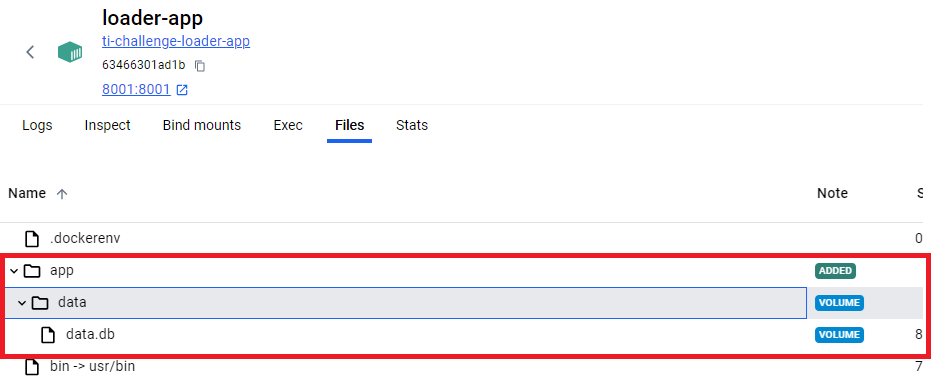 loader-app
ti-challenge-loader-app
63466301ad1b
8001:8001
Logs Inspect Bind mounts Exec Files Stats
Name Note S
.dockerenv 0
app ADDED
data VOLUME
data.db VOLUME 8
bin -> usr/bin 7